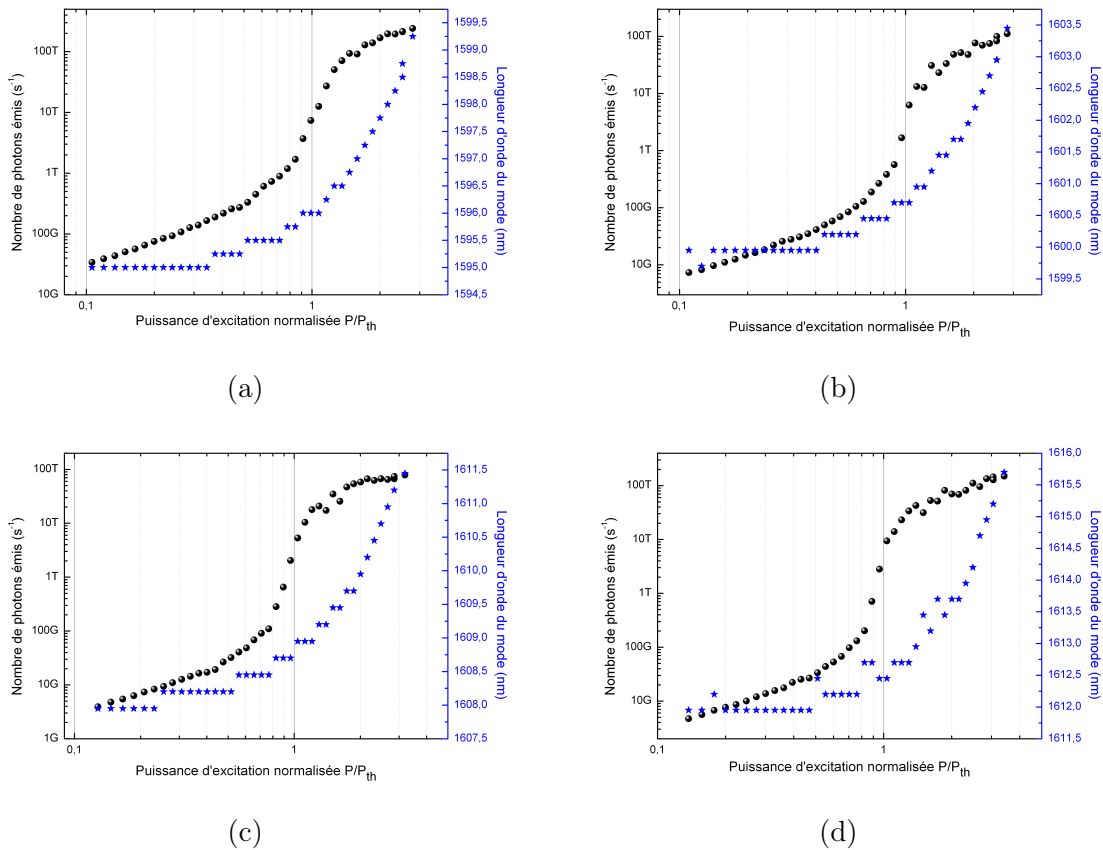 100T
10T
1T
100G
10G
Nombre de photons émis (s-1)
0,1
1
Puissance d'excitation normalisée P/Pth
1599,5
1599,0
1598,5
1598,0
1597,5
1597,0
1596,5
1596,0
1595,5
1595,0
1594,5
Longueur d'onde du mode (nm)
(a)
100T
10T
1T
100G
10G
Nombre de photons émis (s-1)
0,1
1
Puissance d'excitation normalisée P/Pth
1603,5
1603,0
1602,5
1602,0
1601,5
1601,0
1600,5
1600,0
1599,5
Longueur d'onde du mode (nm)
(b)
100T
10T
1T
100G
10G
1G
Nombre de photons émis (s-1)
0,1
1
Puissance d'excitation normalisée P/Pth
1611,5
1611,0
1610,5
1610,0
1609,5
1609,0
1608,5
1608,0
1607,5
Longueur d'onde du mode (nm)
(c)
100T
10T
1T
100G
10G
Nombre de photons émis (s-1)
0,1
1
Puissance d'excitation normalisée P/Pth
1616,0
1615,5
1615,0
1614,5
1614,0
1613,5
1613,0
1612,5
1612,0
1611,5
Longueur d'onde du mode (nm)
(d)